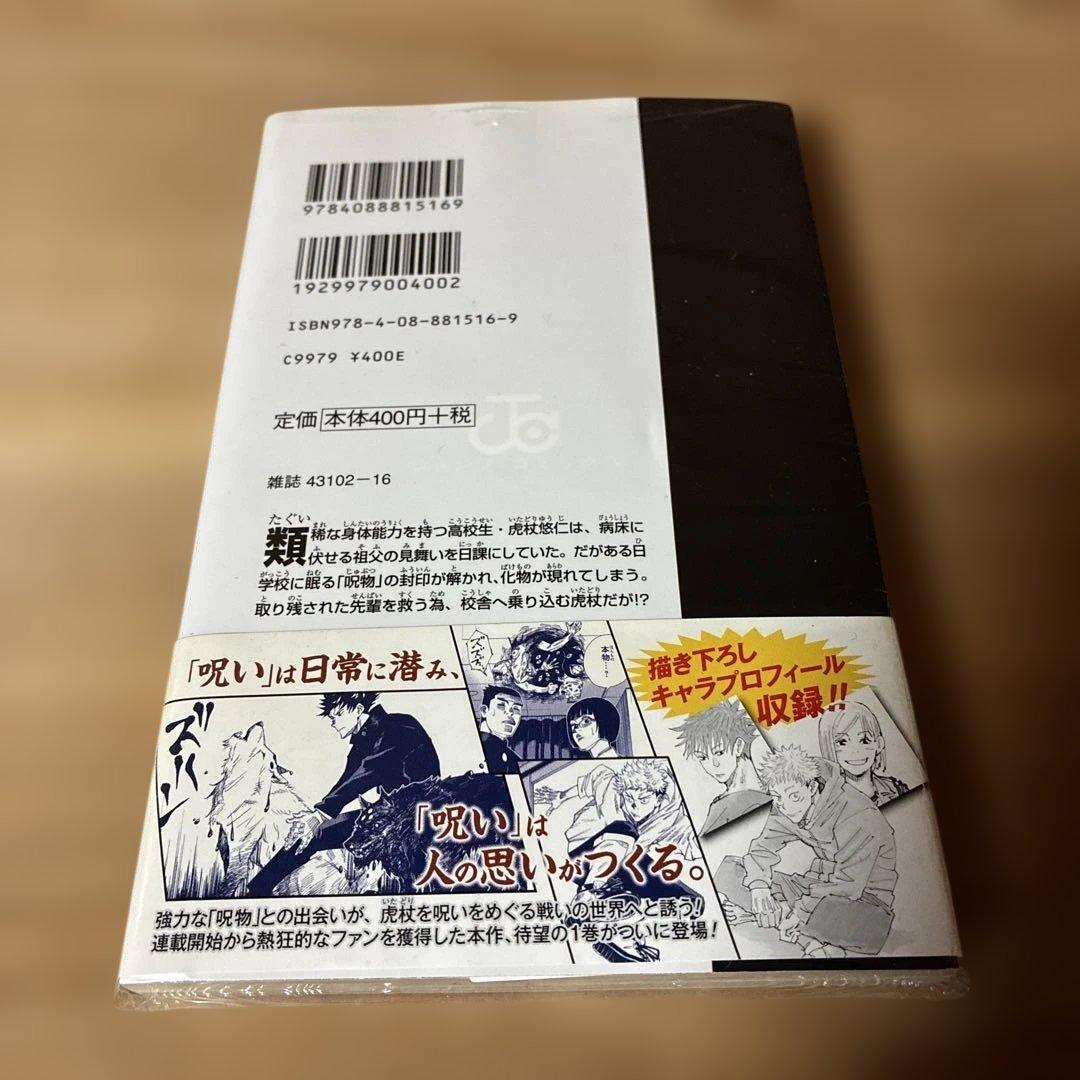 9784088815169
1929979004002
ISBN978-4-08-881516-9
C9979 ¥400E
定価 本体400円+税
雑誌 43102-16
類稀な身体能力を持つ高校生・虎杖悠仁は、病床に
伏せる祖父の見舞いを日課にしていた。だがある日
学校に眠る「呪物」の封印が解かれ、化物が現れてしまう。
取り残された先輩を救う為、校舎へ乗り込む虎杖だが!?
「呪い」は日常に潜み、
本物…?
描き下ろし
キャラプロフィール
収録!!
「呪い」は
人の思いがつくる。
強力な「呪物」との出会いが、虎杖を呪いをめぐる戦いの世界へと誘う!
連載開始から熱狂的なファンを獲得した本作、待望の1巻がついに登場!